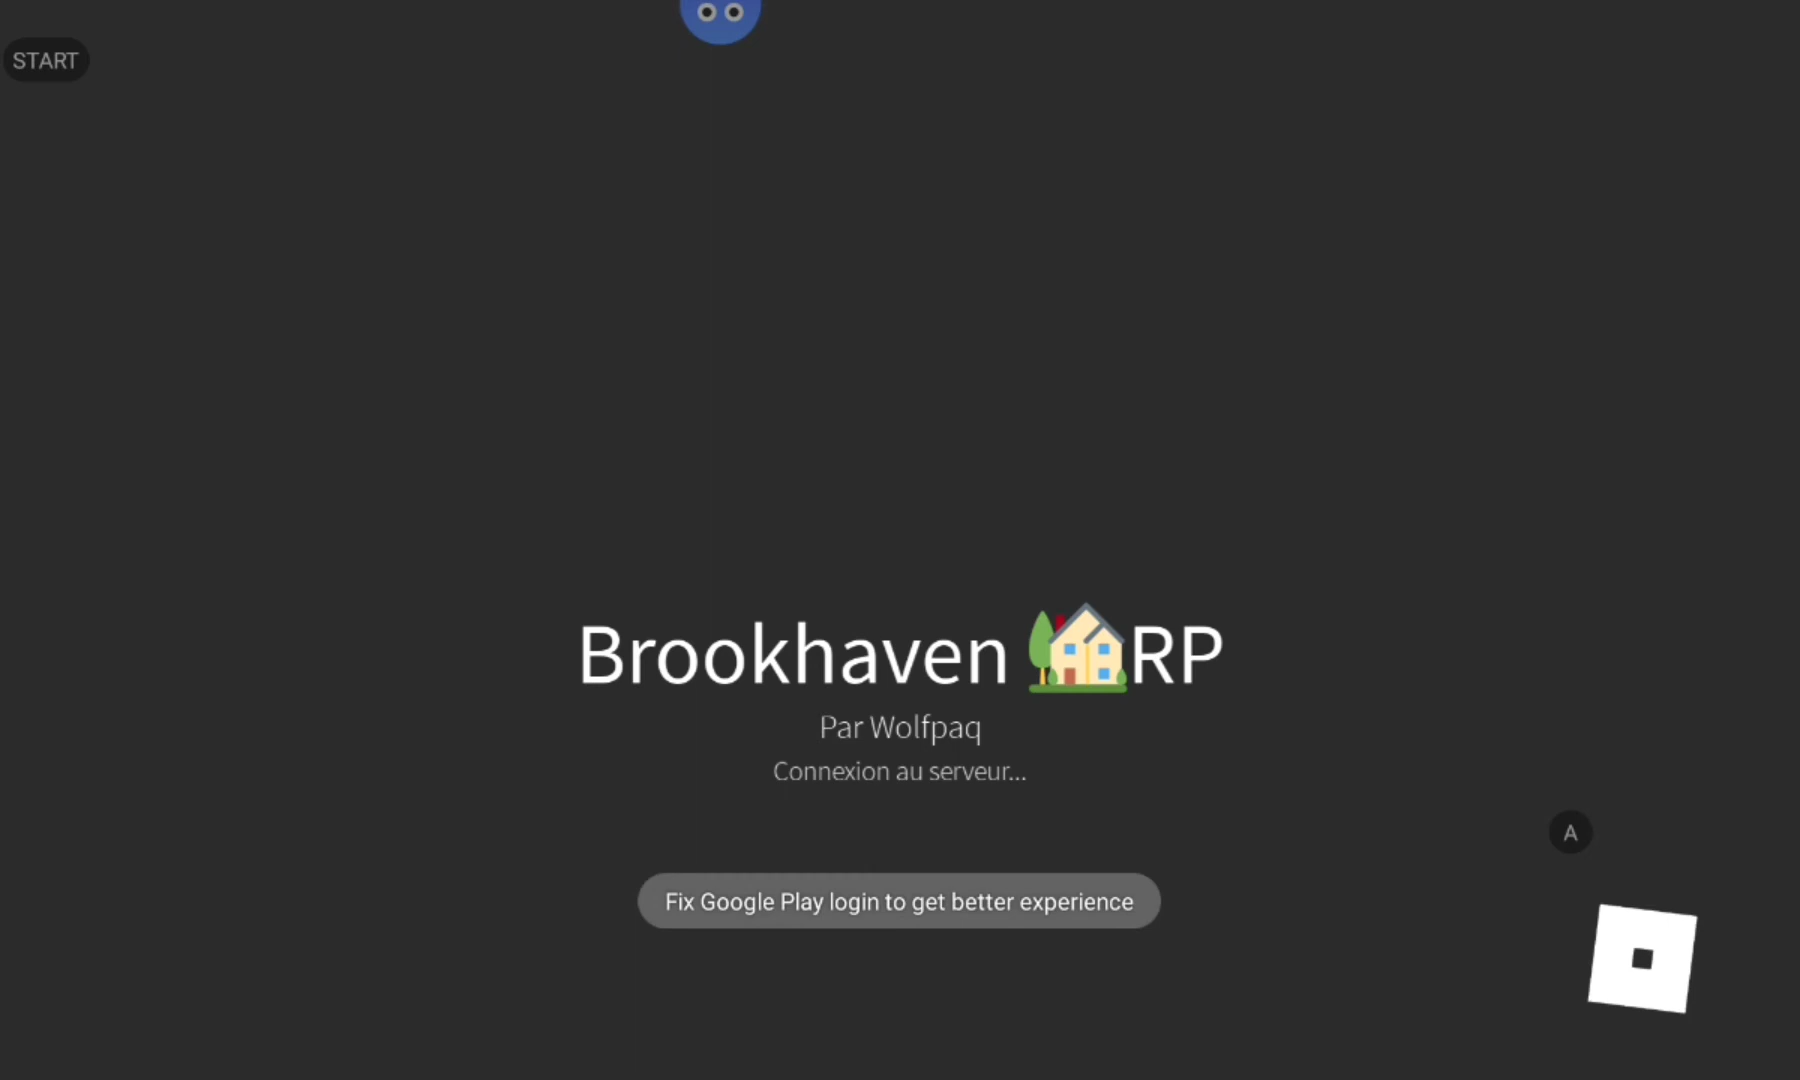 START
Brookhaven 🏡RP
Par Wolfpaq
Connexion au serveur...
A
Fix Google Play login to get better experience